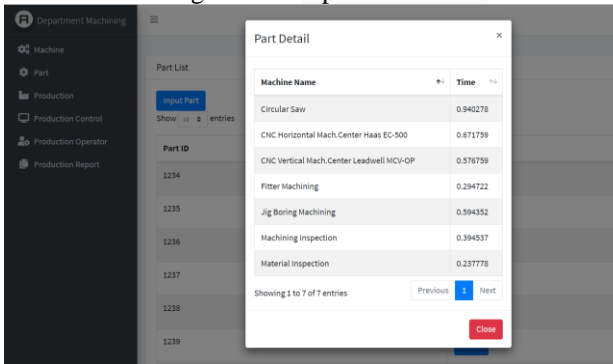 Department Machining
Machine
Part
Production
Production Control
Production Operator
Production Report
Part List
Input Part
Show entries
Part ID
1234
1235
1236
1237
1238
1239
Part Detail
×
Machine Name Time
Circular Saw 0.940278
CNC Horizontal Mach.Center Haas EC-500 0.671759
CNC Vertical Mach.Center Leadwell MCV-OP 0.576759
Fitter Machining 0.294722
Jig Boring Machining 0.594352
Machining Inspection 0.394537
Material Inspection 0.237778
Showing 1 to 7 of 7 entries
Previous 1 Next
Close